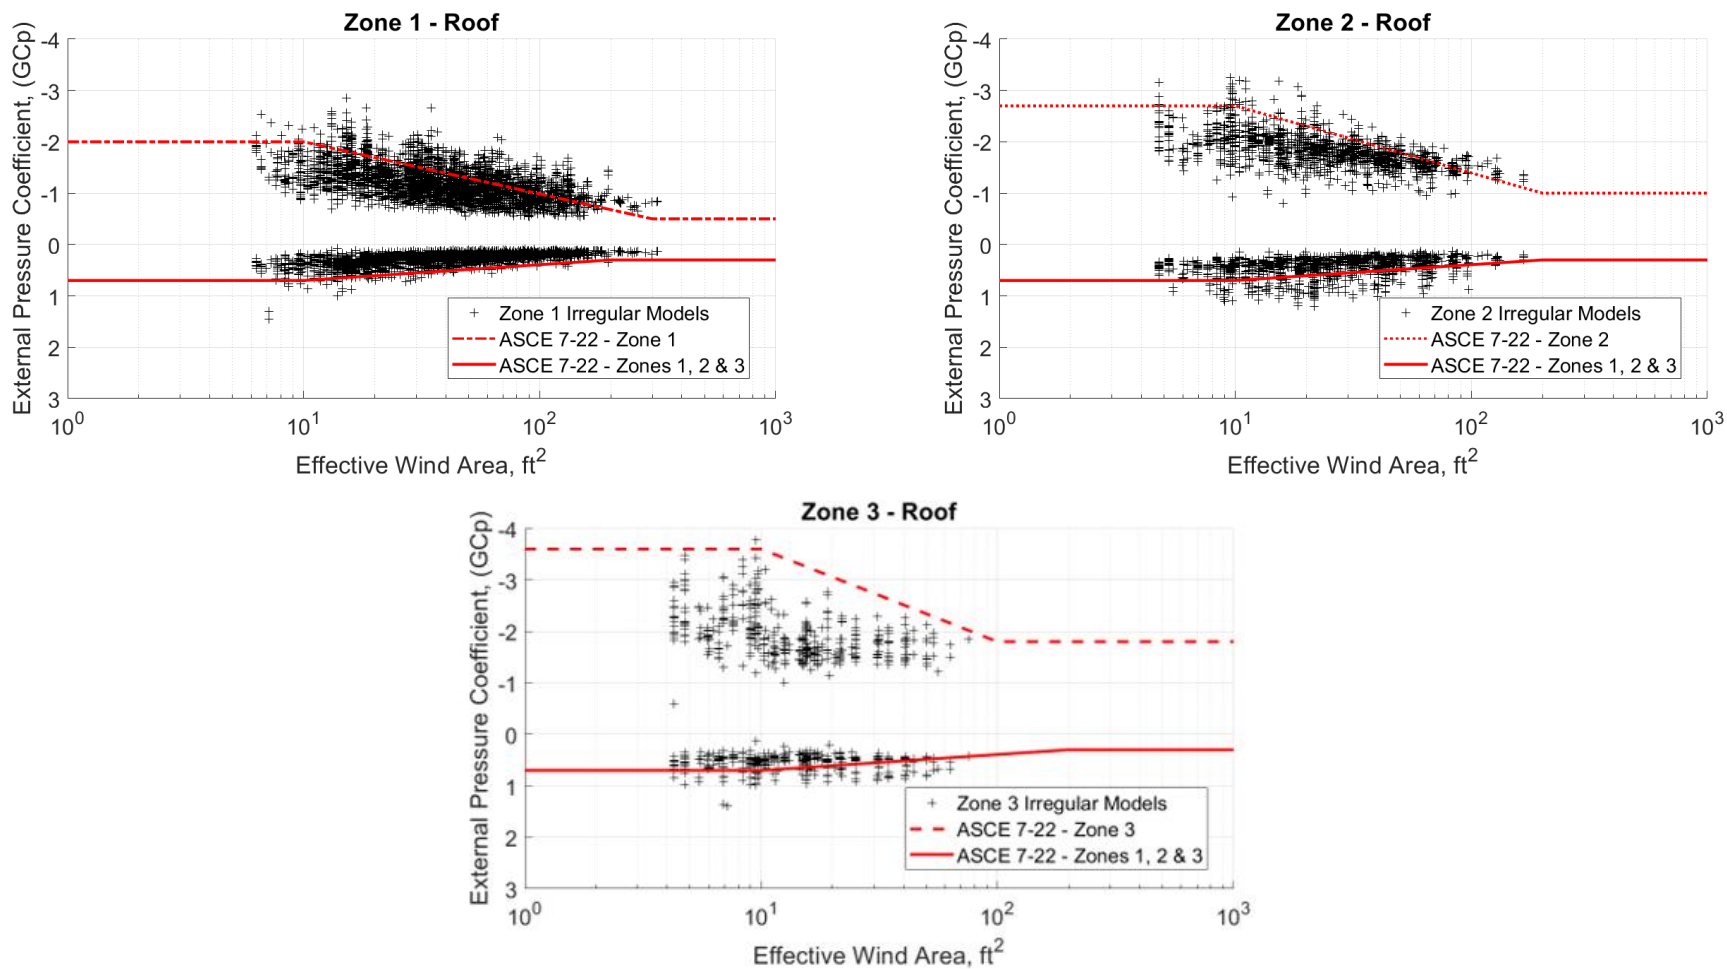 Zone 1 - Roof
External Pressure Coefficient, (GCp)
-4
-3
-2
-1
0
1
2
3
Zone 1 Irregular Models
ASCE 7-22 - Zone 1
ASCE 7-22 - Zones 1, 2 & 3
10^0 10^1 10^2 10^3
Effective Wind Area, ft^2
Zone 2 - Roof
External Pressure Coefficient, (GCp)
-4
-3
-2
-1
0
1
2
3
Zone 2 Irregular Models
ASCE 7-22 - Zone 2
ASCE 7-22 - Zones 1, 2 & 3
10^0 10^1 10^2 10^3
Effective Wind Area, ft^2
Zone 3 - Roof
External Pressure Coefficient, (GCp)
-4
-3
-2
-1
0
1
2
3
Zone 3 Irregular Models
ASCE 7-22 - Zone 3
ASCE 7-22 - Zones 1, 2 & 3
10^0 10^1 10^2 10^3
Effective Wind Area, ft^2